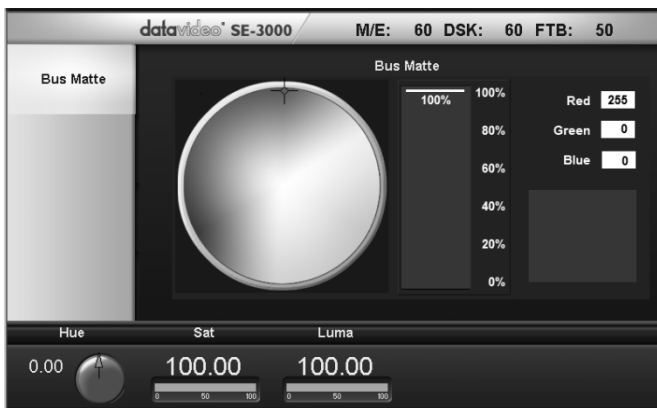 datavideo SE-3000 M/E: 60 DSK: 60 FTB: 50
Bus Matte
Bus Matte
100%
100%
80%
60%
40%
20%
0%
Red 255
Green 0
Blue 0
Hue Sat Luma
0.00 100.00 100.00
0 50 100 0 50 100